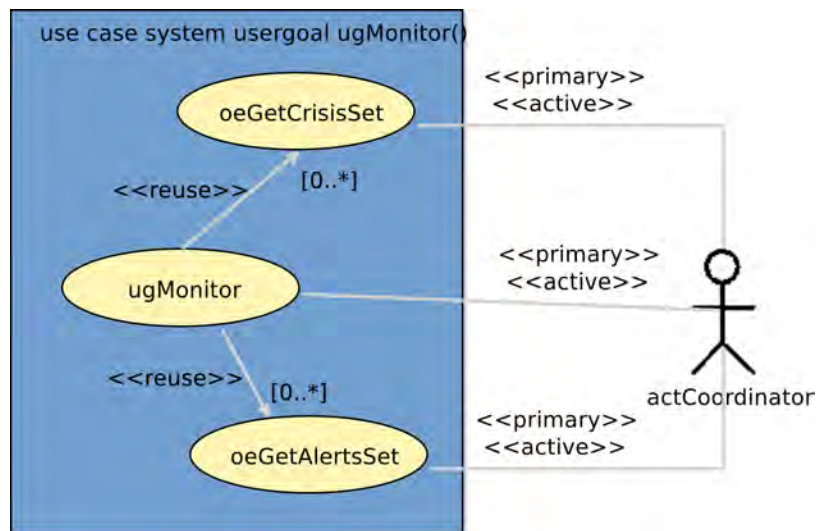 use case system usergoal ugMonitor()
<<primary>>
<<active>>
oeGetCrisisSet
<<reuse>>
[0..*]
<<primary>>
<<active>>
ugMonitor
<<reuse>>
[0..*]
actCoordinator
<<primary>>
<<active>>
oeGetAlertsSet